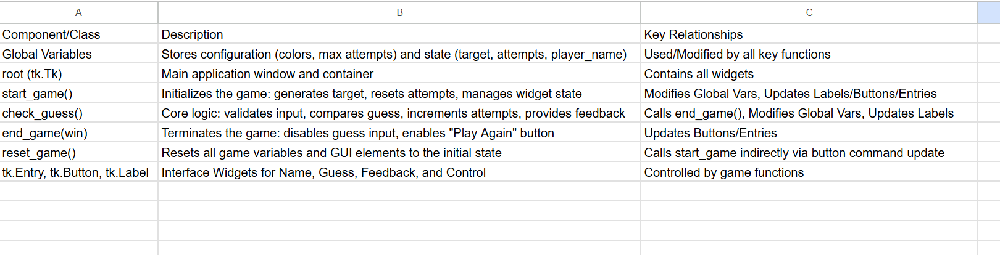 A B C
Component/Class Description Key Relationships
Global Variables Stores configuration (colors, max attempts) and state (target, attempts, player_name) Used/Modified by all key functions
root (tk.Tk) Main application window and container Contains all widgets
start_game() Initializes the game: generates target, resets attempts, manages widget state Modifies Global Vars, Updates Labels/Buttons/Entries
check_guess() Core logic: validates input, compares guess, increments attempts, provides feedback Calls end_game(), Modifies Global Vars, Updates Labels
end_game(win) Terminates the game: disables guess input, enables "Play Again" button Updates Buttons/Entries
reset_game() Resets all game variables and GUI elements to the initial state Calls start_game indirectly via button command update
tk.Entry, tk.Button, tk.Label Interface Widgets for Name, Guess, Feedback, and Control Controlled by game functions